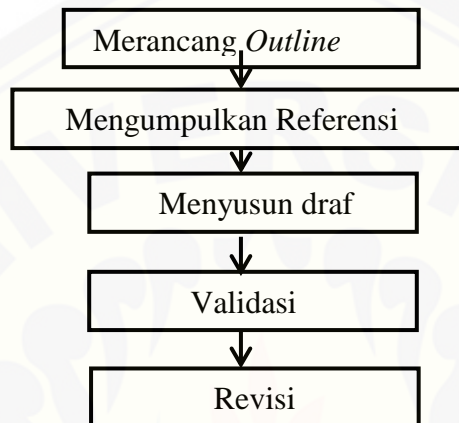 Merancang Outline
Mengumpulkan Referensi
Menyusun draf
Validasi
Revisi